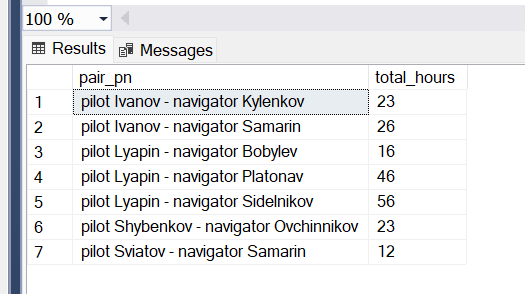 100 %
Results Messages
pair_pn total_hours
1 pilot Ivanov - navigator Kylenkov 23
2 pilot Ivanov - navigator Samarin 26
3 pilot Lyapin - navigator Bobylev 16
4 pilot Lyapin - navigator Platonav 46
5 pilot Lyapin - navigator Sidelnikov 56
6 pilot Shybenkov - navigator Ovchinnikov 23
7 pilot Sviatov - navigator Samarin 12